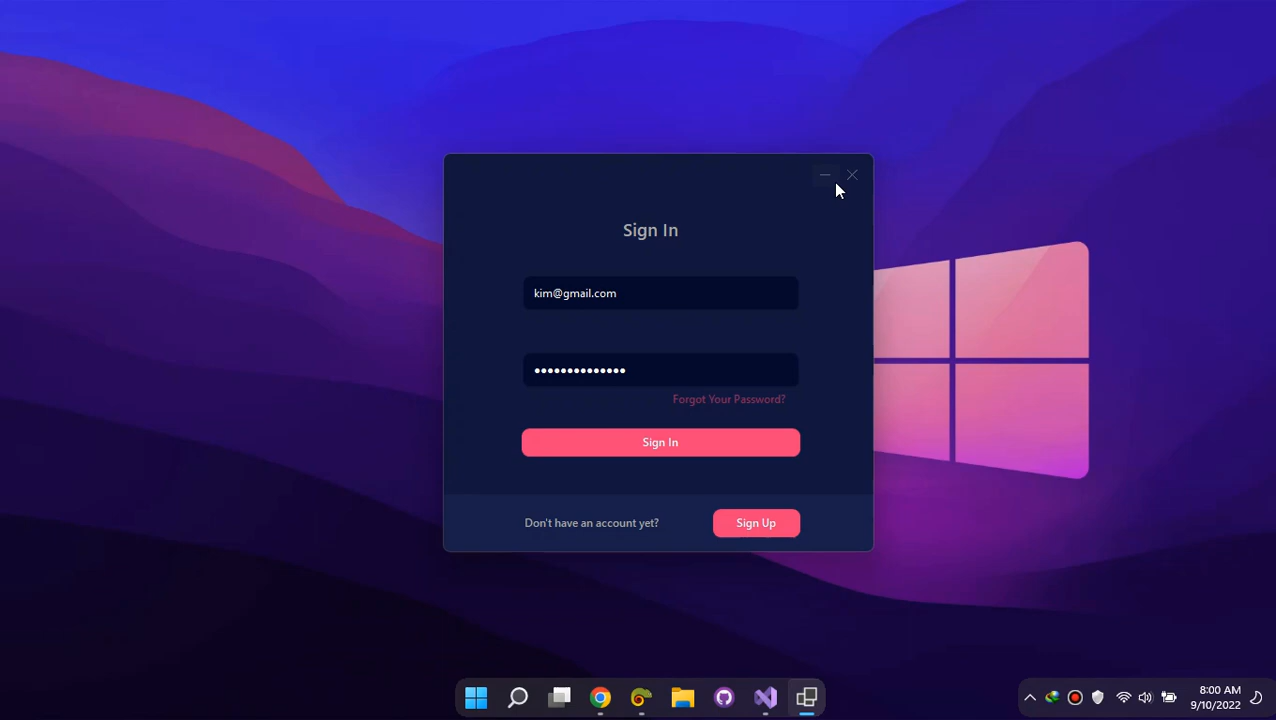 Sign In
kim@gmail.com
••••••••••••••
Forgot Your Password?
Sign In
Don't have an account yet?
Sign Up
8:00 AM
9/10/2022